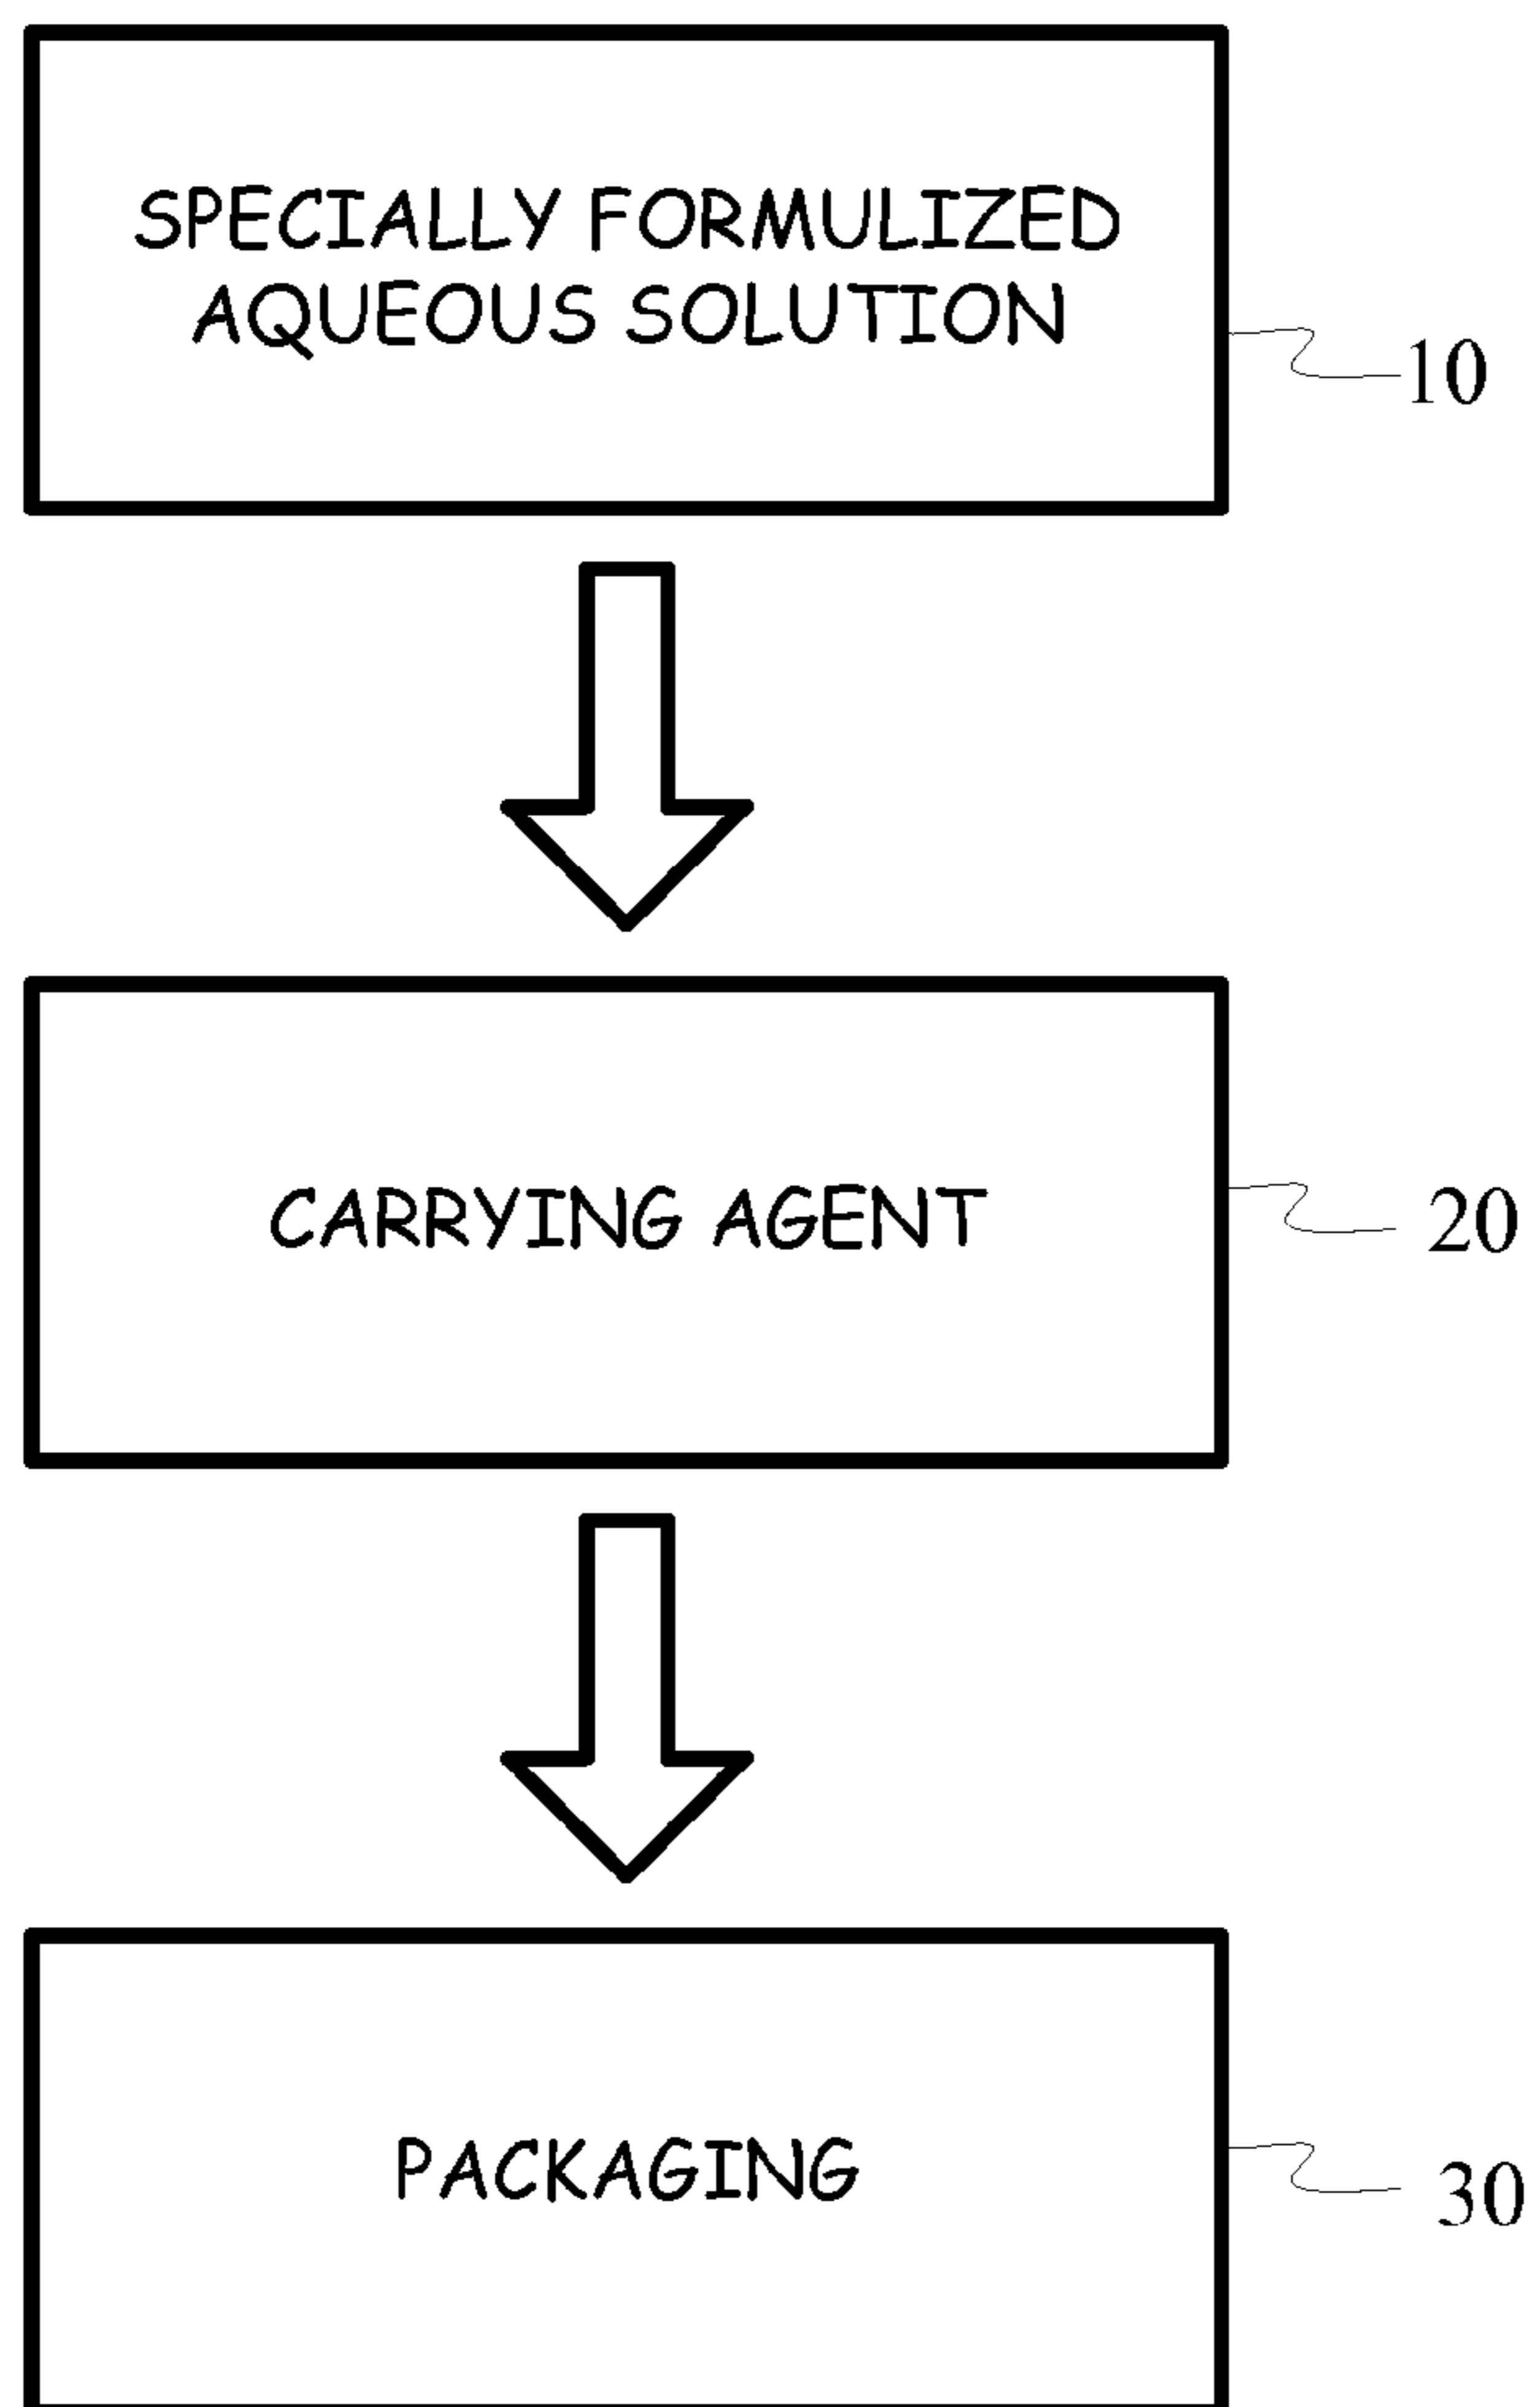 SPECIALLY FORMULIZED
AQUEOUS SOLUTION
10
CARRYING AGENT
20
PACKAGING
30